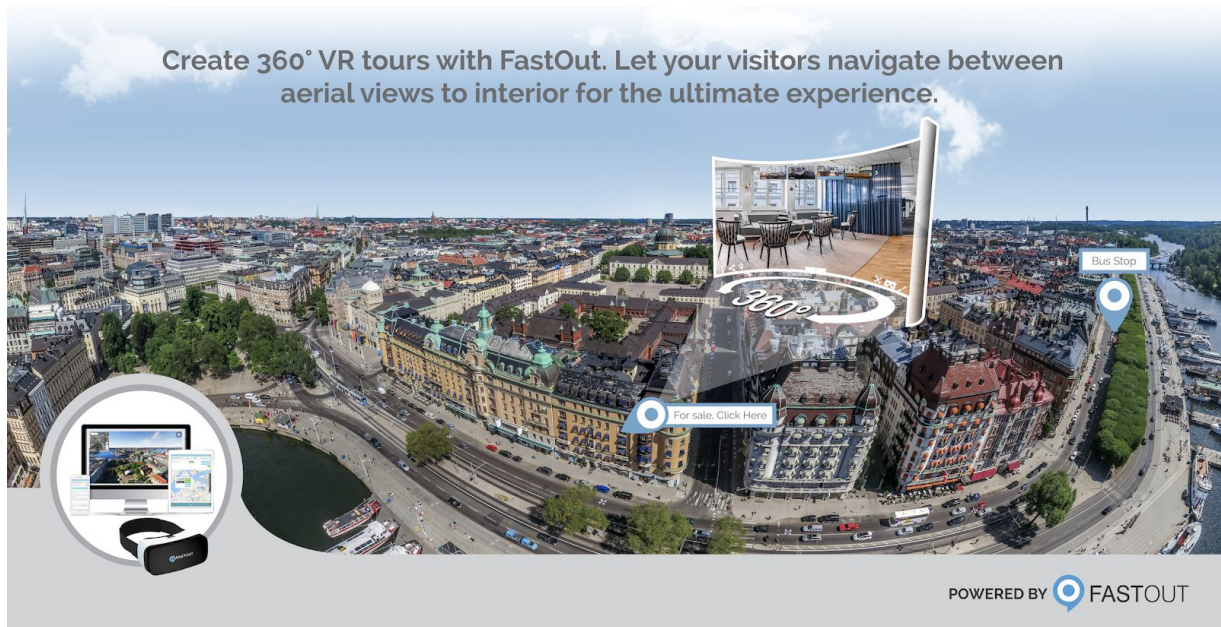 Create 360° VR tours with FastOut. Let your visitors navigate between
aerial views to interior for the ultimate experience.
360°
Bus Stop
For sale, Click Here
FASTOUT
POWERED BY FASTOUT